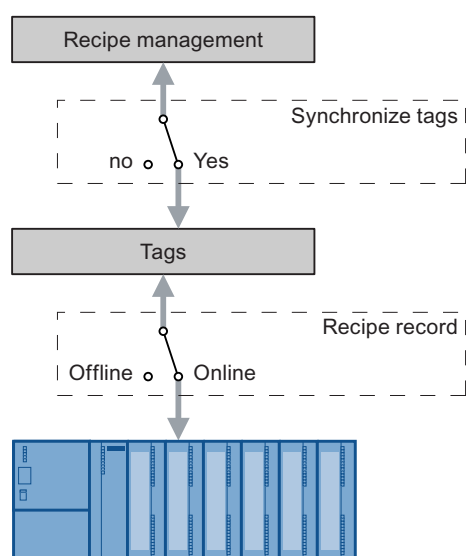 Recipe management
Synchronize tags
no Yes
Tags
Recipe record
Offline Online